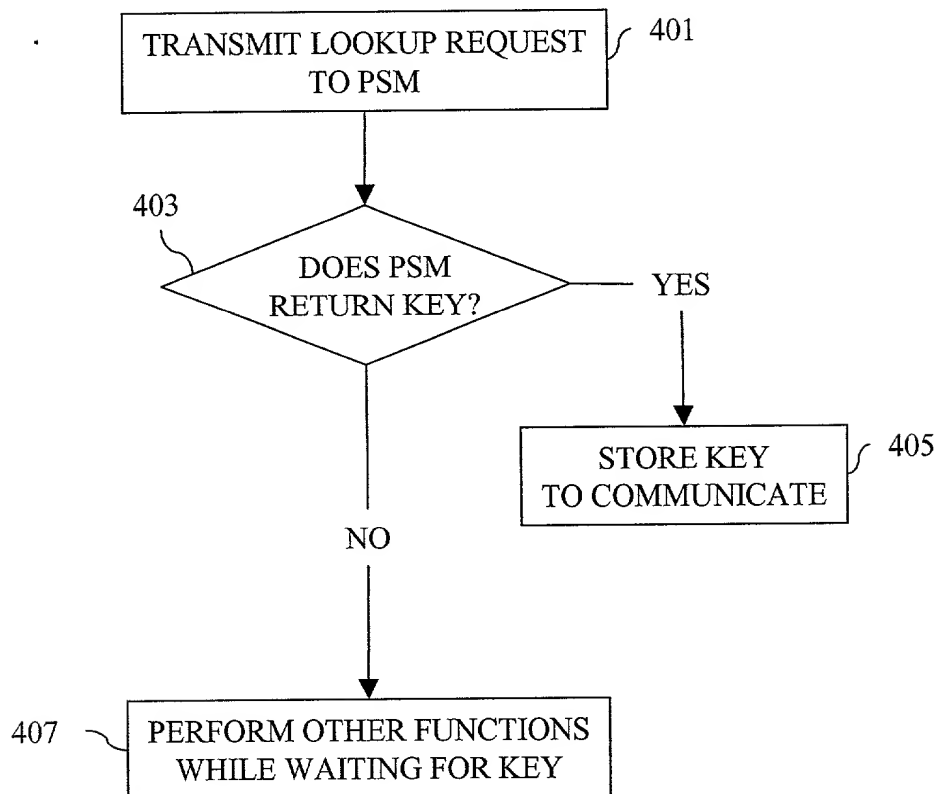 TRANSMIT LOOKUP REQUEST
TO PSM
401
403
DOES PSM
RETURN KEY?
YES
STORE KEY
TO COMMUNICATE
405
NO
407
PERFORM OTHER FUNCTIONS
WHILE WAITING FOR KEY